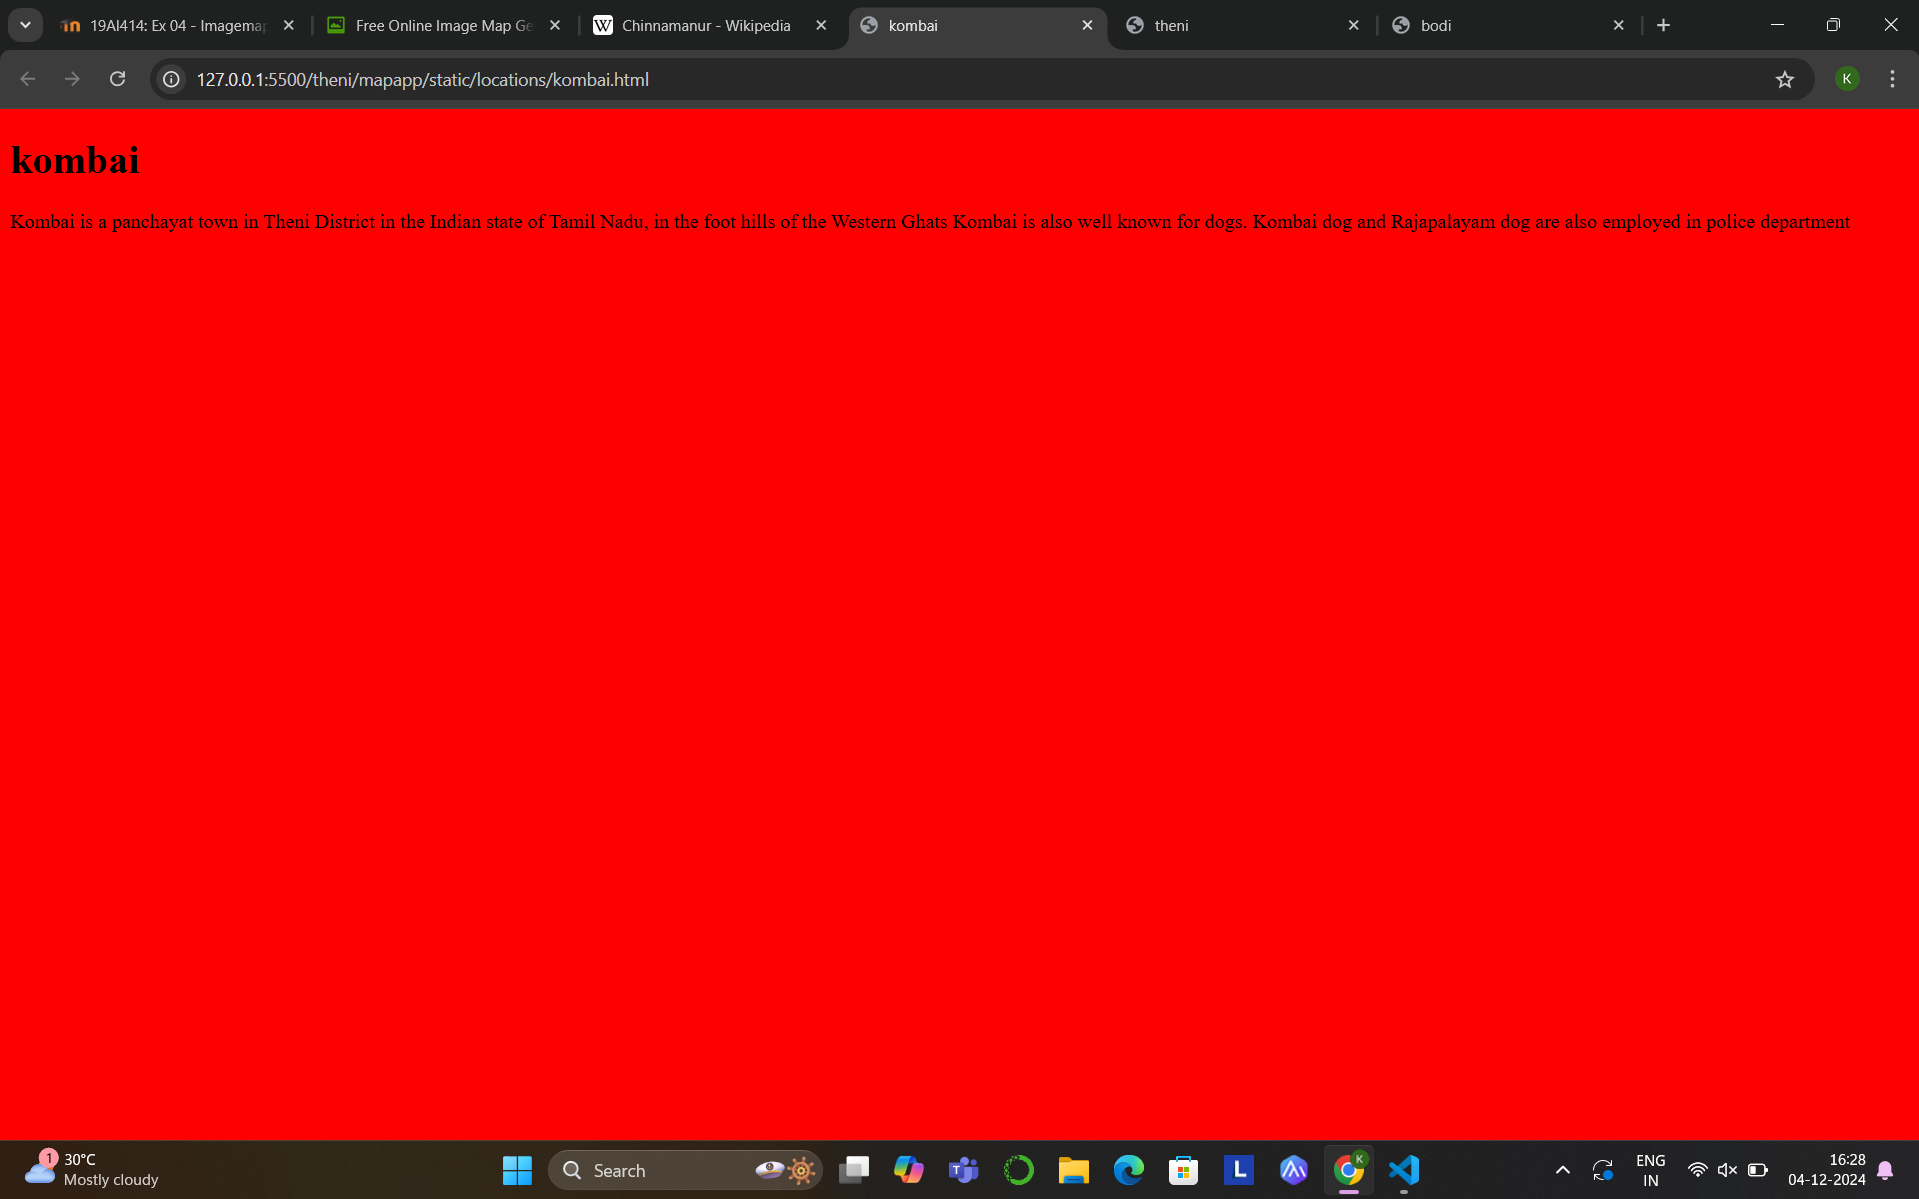 19AI414: Ex 04 - Imagemap
Free Online Image Map Ge
W Chinnamanur - Wikipedia
kombai
theni
bodi
127.0.0.1:5500/theni/mapapp/static/locations/kombai.html
K
kombai
Kombai is a panchayat town in Theni District in the Indian state of Tamil Nadu, in the foot hills of the Western Ghats Kombai is also well known for dogs. Kombai dog and Rajapalayam dog are also employed in police department
1
30°C
Mostly cloudy
Search
T
L
K
ENG
IN
16:28
04-12-2024